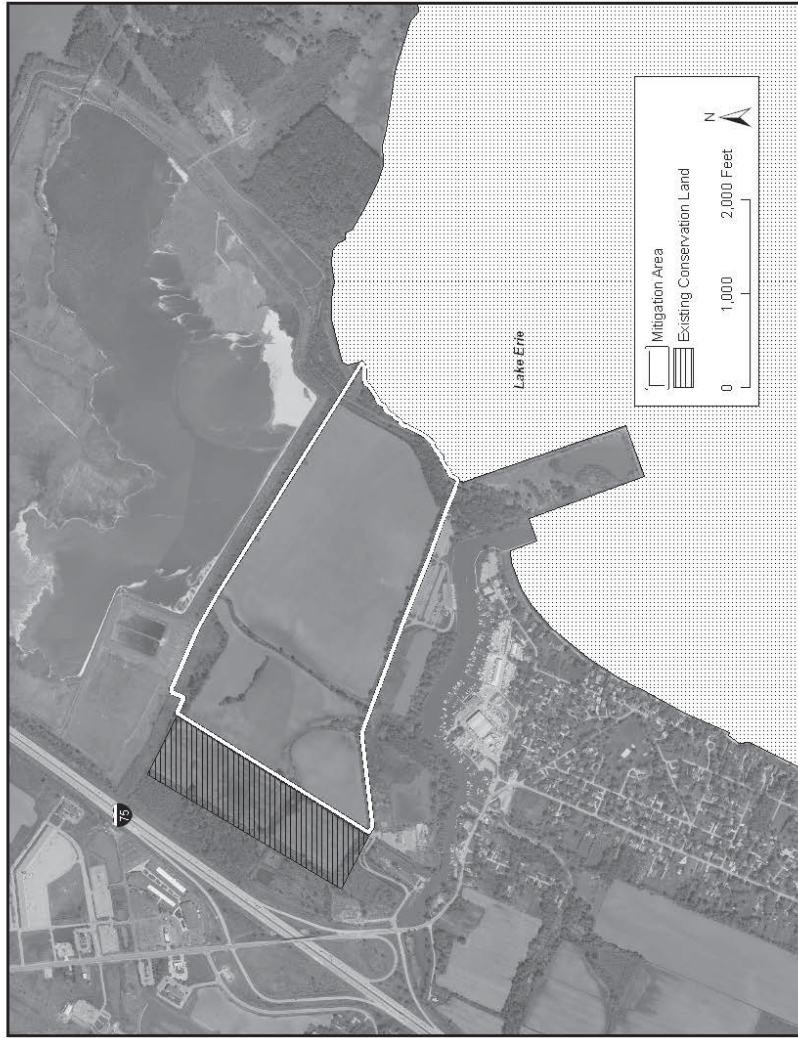 75
Lake Erie
Mitigation Area
Existing Conservation Land
0 1,000 2,000 Feet
N